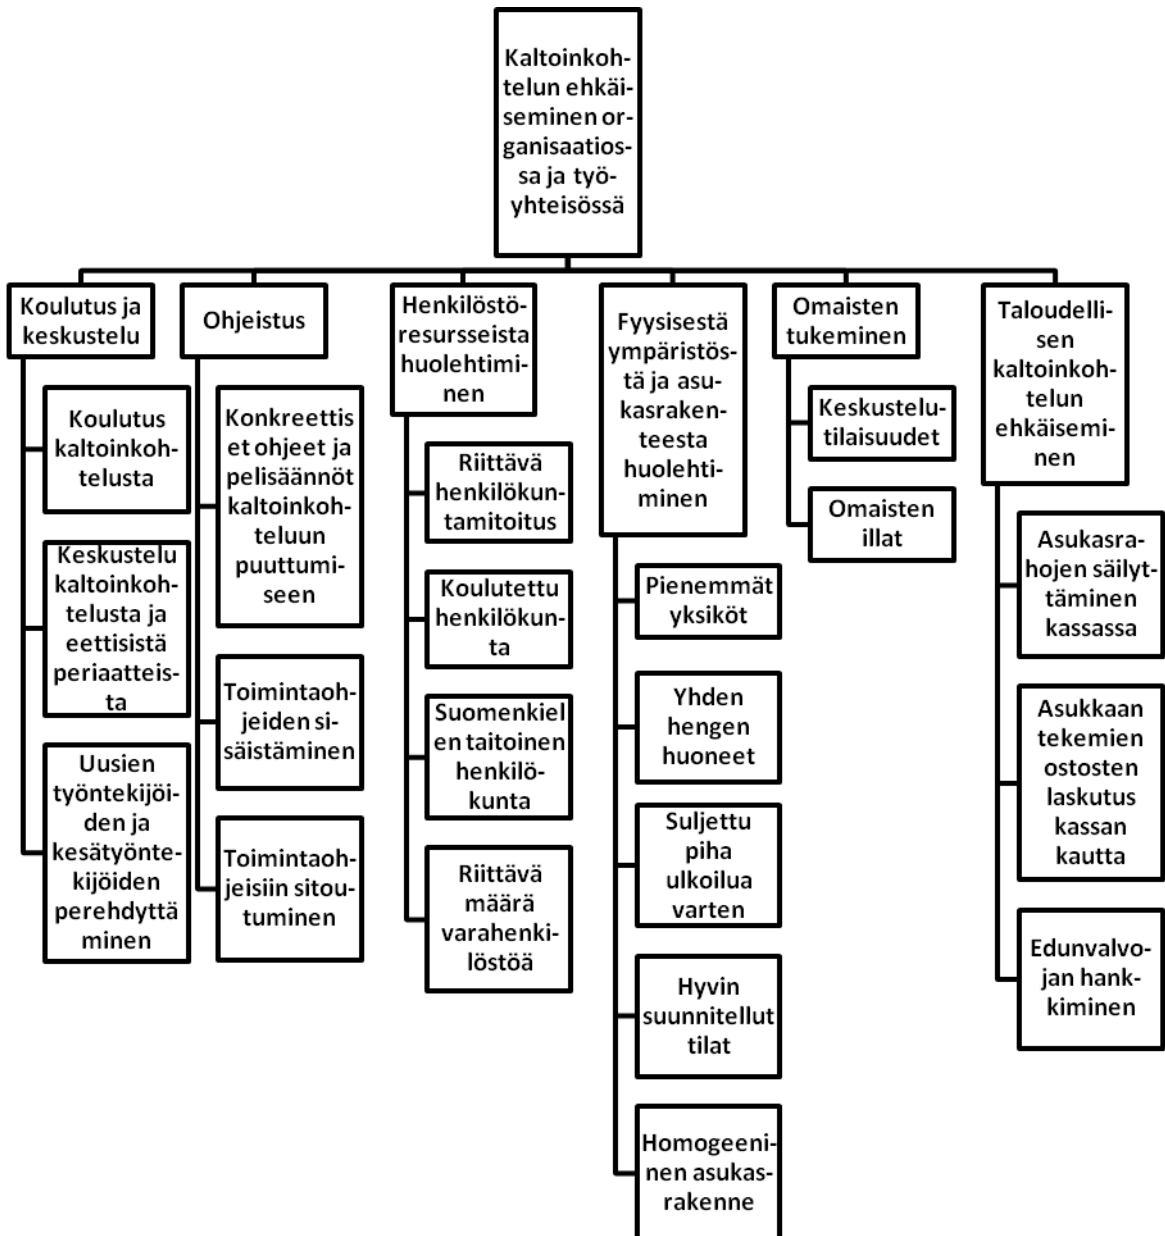 Kaltoinkoh-
telun ehkäi-
seminen or-
ganisaatios-
sa ja työ-
yhteisössä
Koulutus ja
keskustelu
Koulutus
kaltoinkoh-
telusta
Keskustelu
kaltoinkoh-
telusta ja
eettisistä
periaatteis-
ta
Uusien
työntekijöi-
den ja
kesätyönte-
kijöiden
perehdyttä
minen
Ohjeistus
Konkreettis
et ohjeet ja
pelisäännöt
kaltoinkoh-
teluun
puuttumi-
seen
Toimintaoh-
jeiden si-
säistäminen
Toimintaoh-
jeisiin sitou-
tuminen
Henkilöstö-
resursseista
huolehtimi-
nen
Riittävä
henkilökun-
tamitoitus
Koulutettu
henkilökun-
ta
Suomenkiel
en taitoinen
henkilö-
kunta
Riittävä
määrä
varahenki-
löstöä
Fyysisestä
ympäristös-
tä ja asu-
kasraken-
teesta
huolehti-
minen
Pienemmät
yksiköt
Yhden
hengen
huoneet
Suljettu
piha
ulkoilua
varten
Hyvin
suunnitellut
tilat
Homogeeni-
nen asukas-
rakenne
Omaisten
tukeminen
Keskustelu-
tilaisuudet
Omaisten
illat
Taloudelli-
sen
kaltoinkoh-
telun
ehkäisemi-
nen
Asukasra-
hojen säilyt-
täminen
kassassa
Asukkaan
tekemien
ostosten
laskutus
kassan
kautta
Edunvalvo-
jan hank-
kiminen